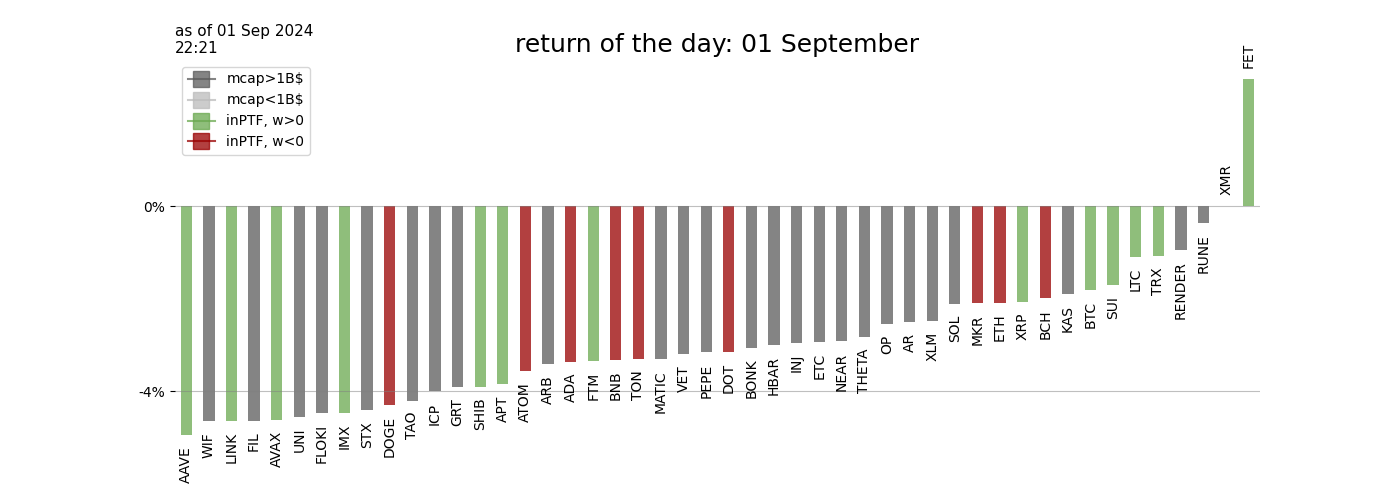 as of 01 Sep 2024
22:21
return of the day: 01 September
mcap>1B$
mcap<1B$
inPTF, w>0
inPTF, w<0
0%
-4%
AAVE
WIF
LINK
FIL
AVAX
UNI
FLOKI
IMX
STX
DOGE
TAO
ICP
GRT
SHIB
APT
ATOM
ARB
ADA
FTM
BNB
TON
MATIC
VET
PEPE
DOT
BONK
HBAR
INJ
ETC
NEAR
THETA
OP
AR
XLM
SOL
MKR
ETH
XRP
BCH
KAS
BTC
SUI
LTC
TRX
RENDER
RUNE
XMR
FET